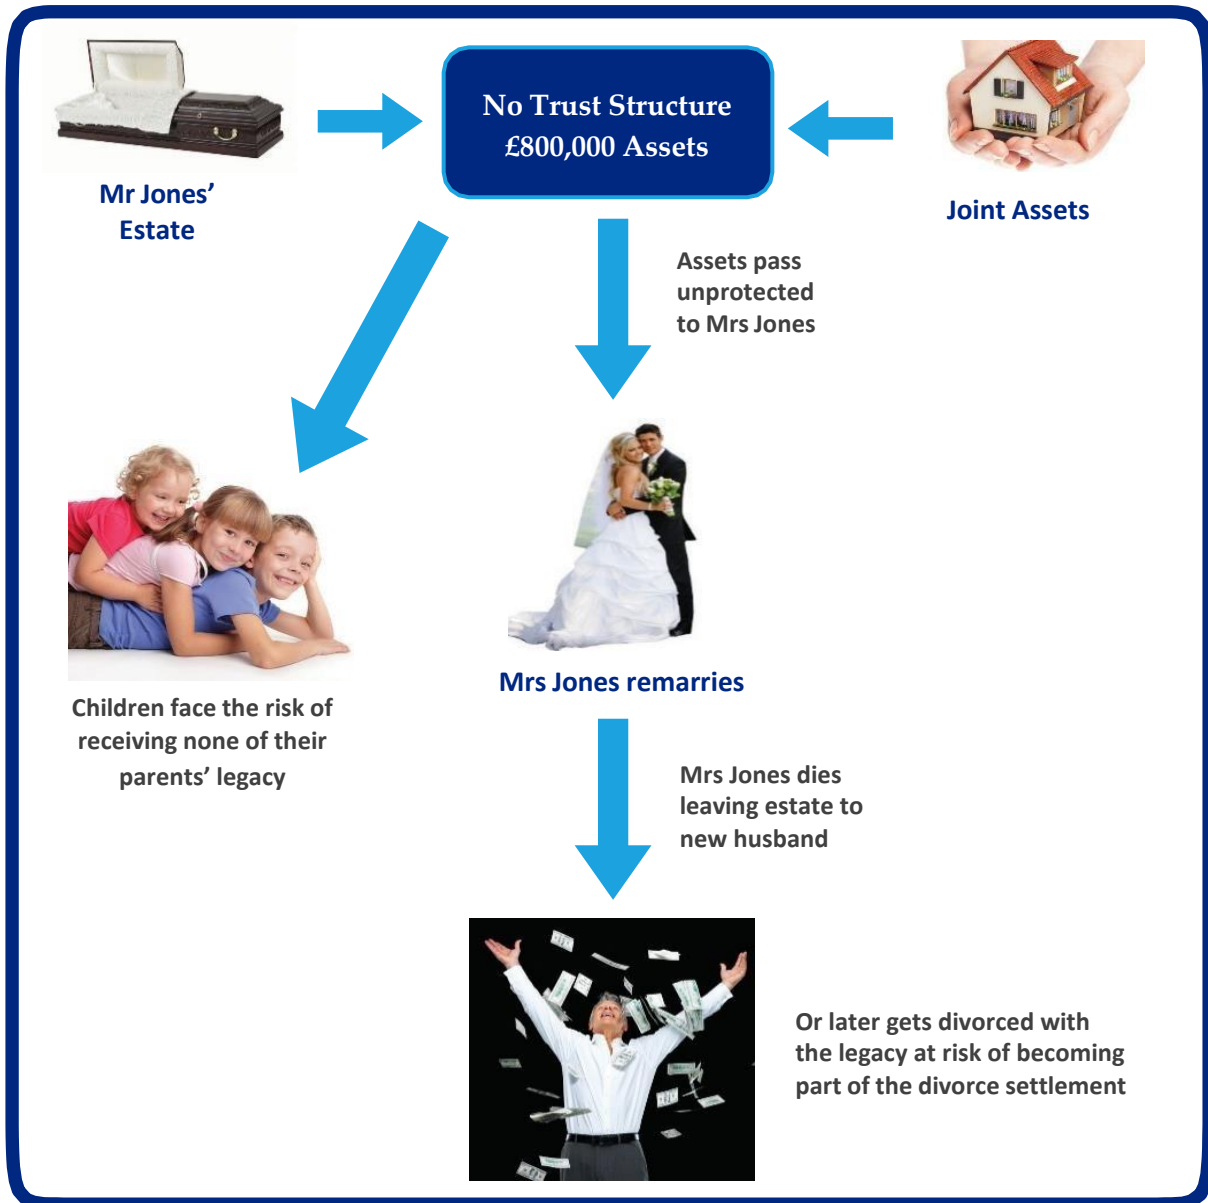 No Trust Structure
£800,000 Assets
Mr Jones’
Estate
Joint Assets
Assets pass
unprotected
to Mrs Jones
Mrs Jones remarries
Children face the risk of
receiving none of their
parents’ legacy
Mrs Jones dies
leaving estate to
new husband
Or later gets divorced with
the legacy at risk of becoming
part of the divorce settlement